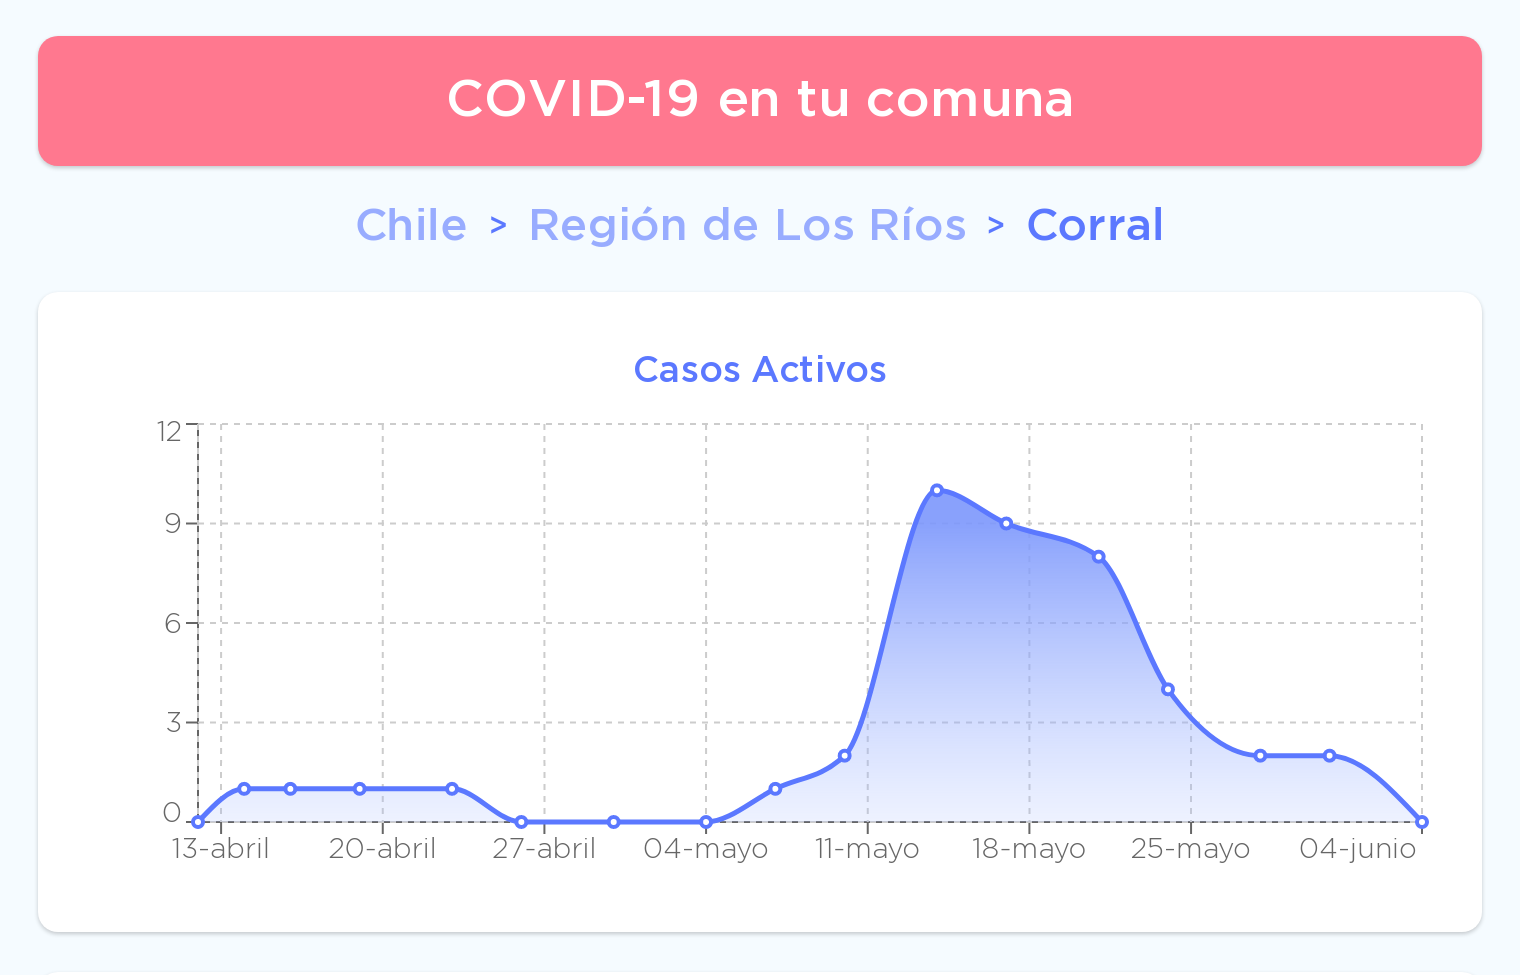 COVID-19 en tu comuna
Chile > Región de Los Ríos > Corral
Casos Activos
12
9
6
3
0
13-abril 20-abril 27-abril 04-mayo 11-mayo 18-mayo 25-mayo 04-junio